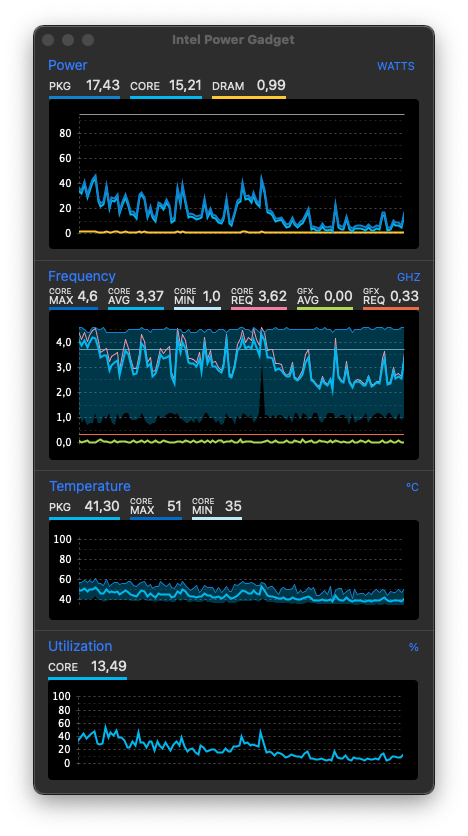 Intel Power Gadget
Power WATTS
PKG 17,43 CORE 15,21 DRAM 0,99
80
60
40
20
0
Frequency GHZ
CORE MAX 4,6 CORE AVG 3,37 CORE MIN 1,0 CORE REQ 3,62 GFX AVG 0,00 GFX REQ 0,33
4,0
3,0
2,0
1,0
0,0
Temperature °C
PKG 41,30 CORE MAX 51 CORE MIN 35
100
80
60
40
Utilization %
CORE 13,49
100
80
60
40
20
0